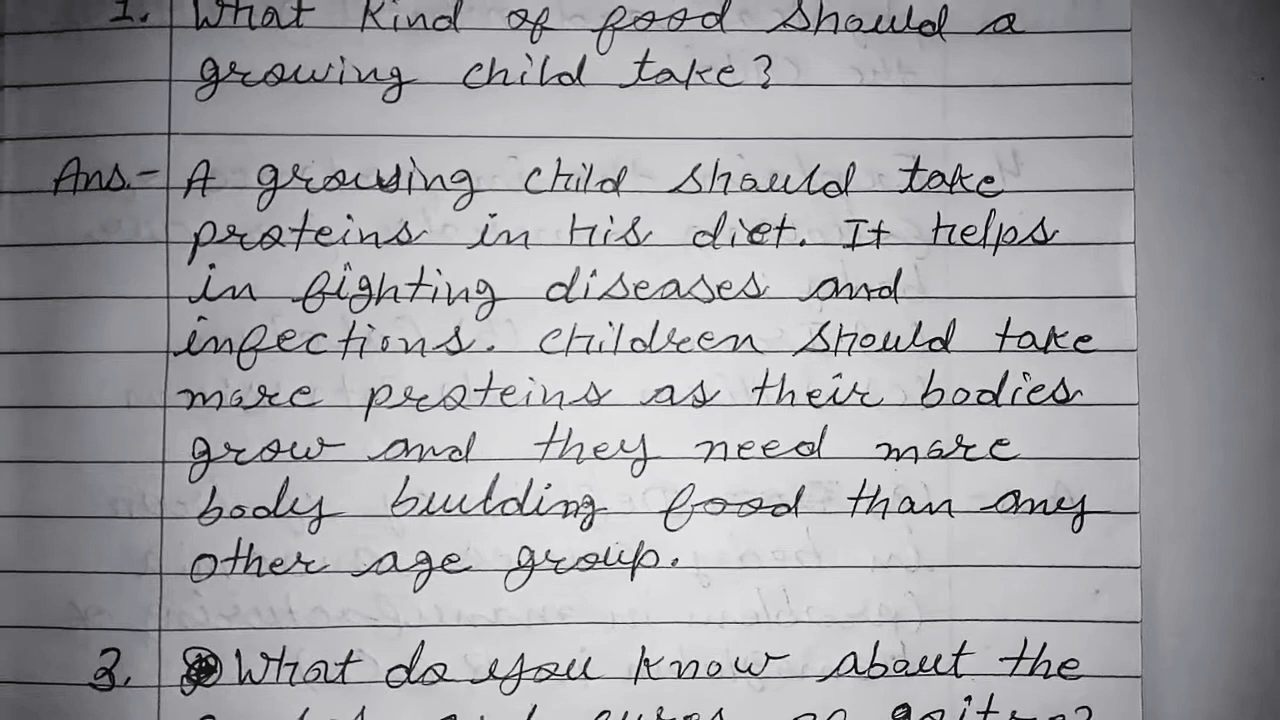 1. What kind of food should a
growing child take?
Ans.- A growing child should take
proteins in his diet. It helps
in fighting diseases and
infections. Children should take
more proteins as their bodies
grow and they need more
body building food than any
other age group.
3. What do you know about the